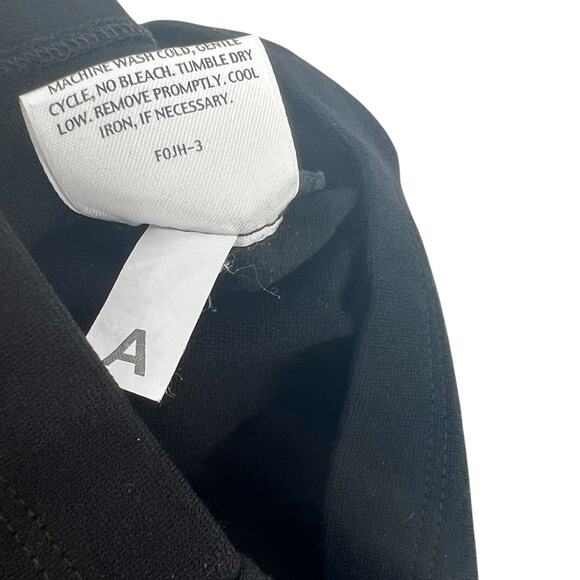 MACHINE WASH COLD, GENTLE
CYCLE, NO BLEACH. TUMBLE DRY
LOW. REMOVE PROMPTLY. COOL
IRON, IF NECESSARY.
F0JH-3
A